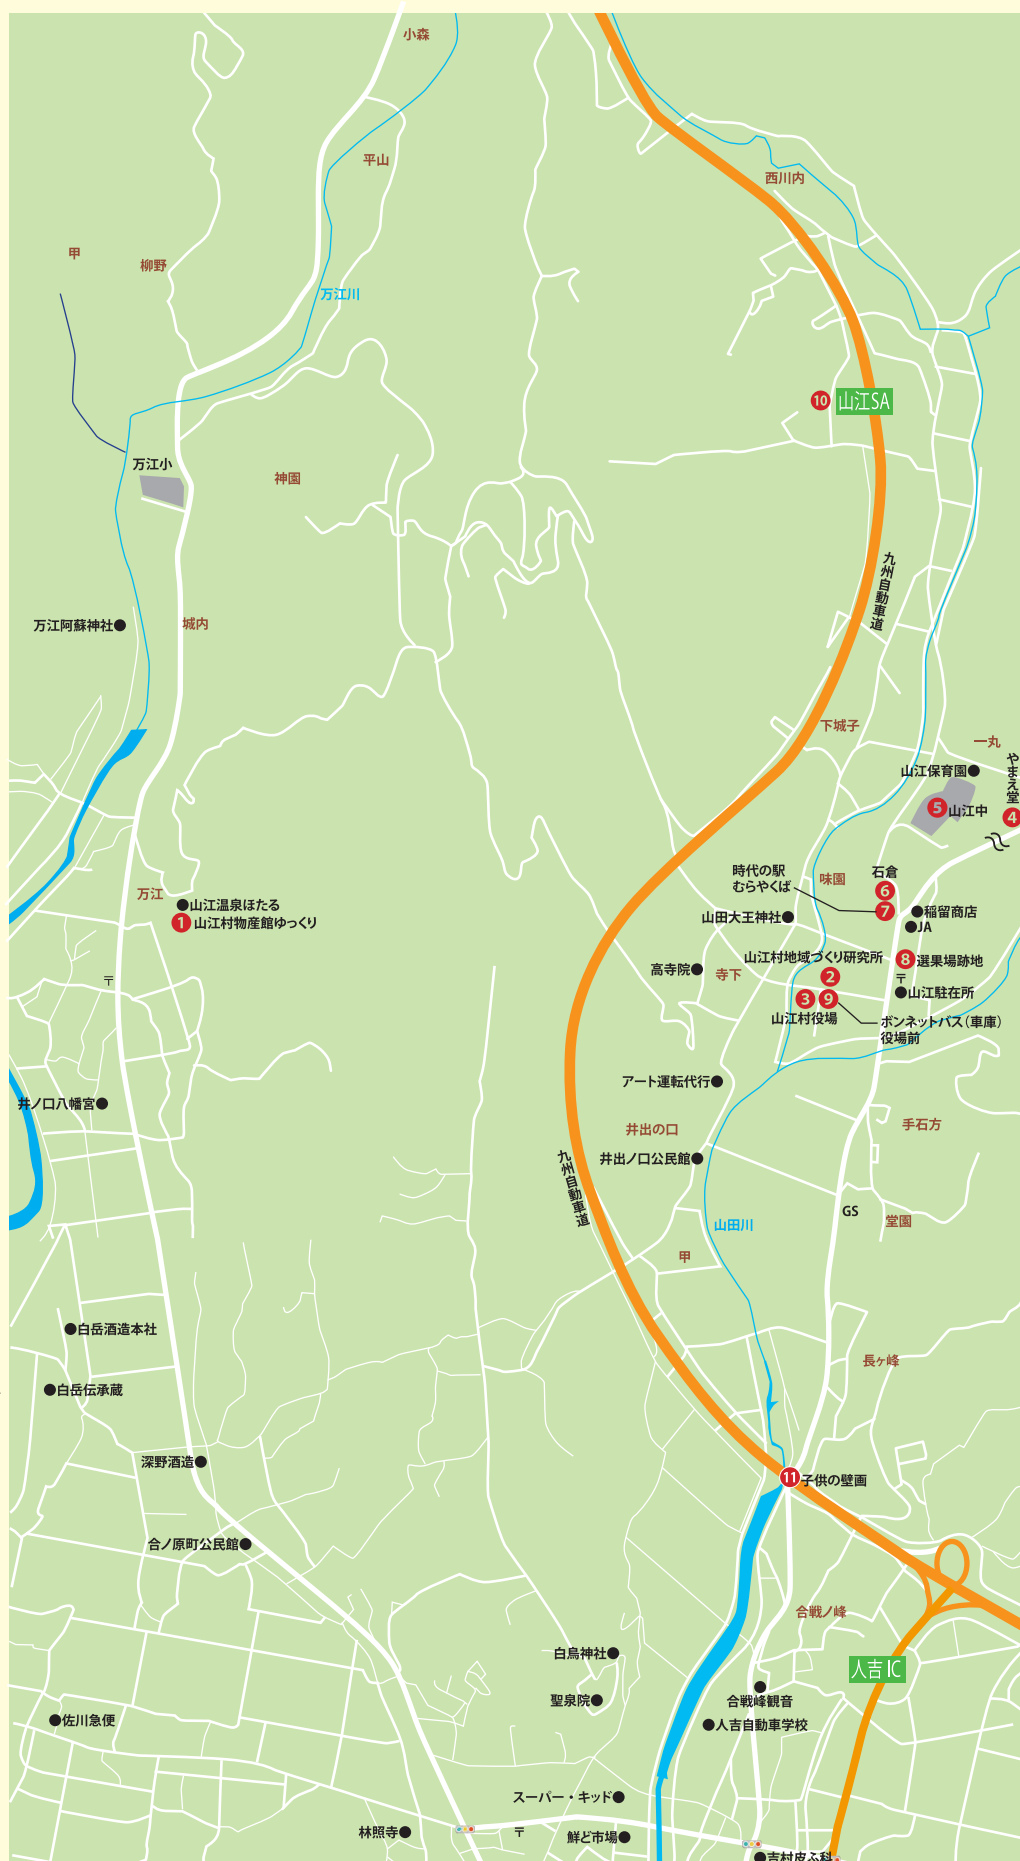 小森
平山
西川内
甲
柳野
万江川
10
山江SA
万江小
神園
九州自動車道
万江阿蘇神社
城内
下城子
一丸
やまえ堂
4
山江保育園
5
山江中
時代の駅
むらやくば
味園
石倉
6
7
万江
山江温泉ほたる
1
山江村物産館ゆっくり
山田大王神社
稲留商店
JA
山江村地域づくり研究所
2
8
選果場跡地
高寺院
寺下
〒
〒
山江駐在所
3
9
山江村役場
ボンネットバス(車庫)
役場前
アート運転代行
井ノ口八幡宮
井出の口
手石方
井出ノ口公民館
九州自動車道
GS
山田川
堂園
甲
白岳酒造本社
長ヶ峰
白岳伝承蔵
深野酒造
11
子供の壁画
合ノ原町公民館
合戦ノ峰
白鳥神社
人吉IC
聖泉院
合戦峰観音
佐川急便
人吉自動車学校
スーパー・キッド
林照寺
〒
鮮ど市場
吉村皮ふ科